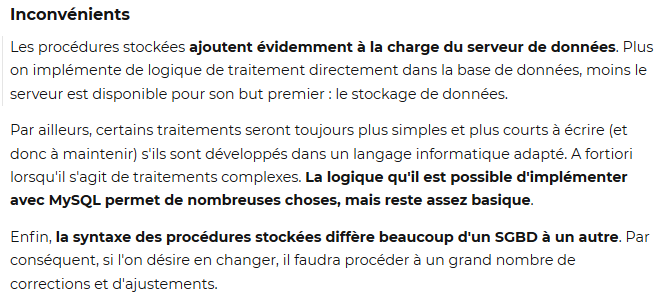 Inconvénients
Les procédures stockées ajoutent évidemment à la charge du serveur de données. Plus
on implémente de logique de traitement directement dans la base de données, moins le
serveur est disponible pour son but premier : le stockage de données.
Par ailleurs, certains traitements seront toujours plus simples et plus courts à écrire (et
donc à maintenir) s'ils sont développés dans un langage informatique adapté. A fortiori
lorsqu'il s'agit de traitements complexes. La logique qu'il est possible d'implémenter
avec MySQL permet de nombreuses choses, mais reste assez basique.
Enfin, la syntaxe des procédures stockées diffère beaucoup d'un SGBD à un autre. Par
conséquent, si l'on désire en changer, il faudra procéder à un grand nombre de
corrections et d'ajustements.